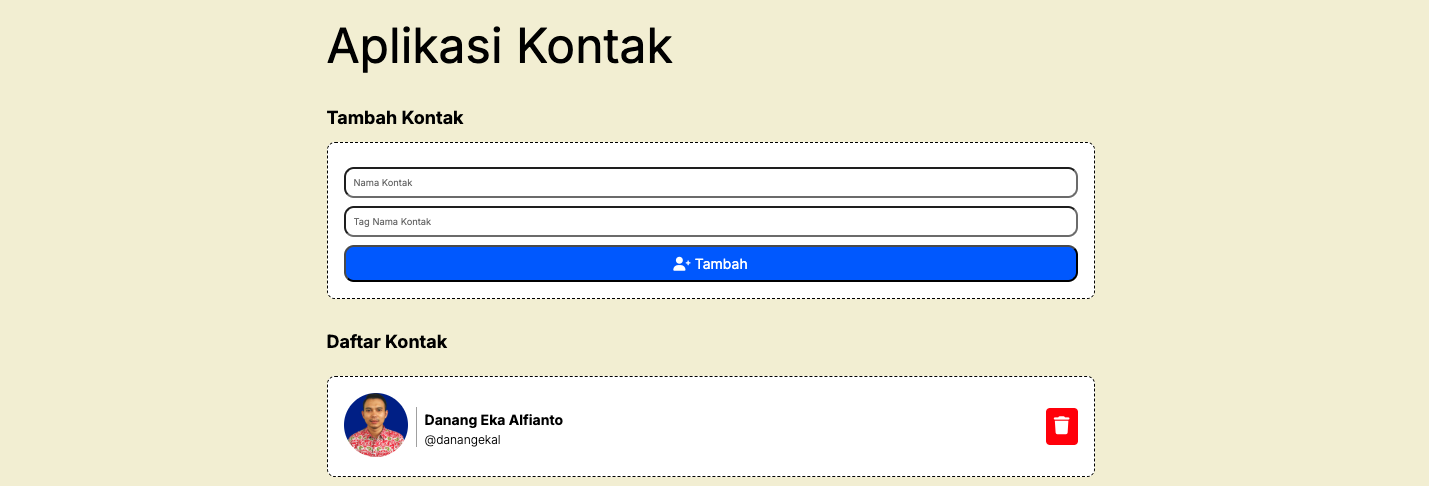 Aplikasi Kontak
Tambah Kontak
Nama Kontak
Tag Nama Kontak
Tambah
Daftar Kontak
Danang Eka Alfianto
@danangekal